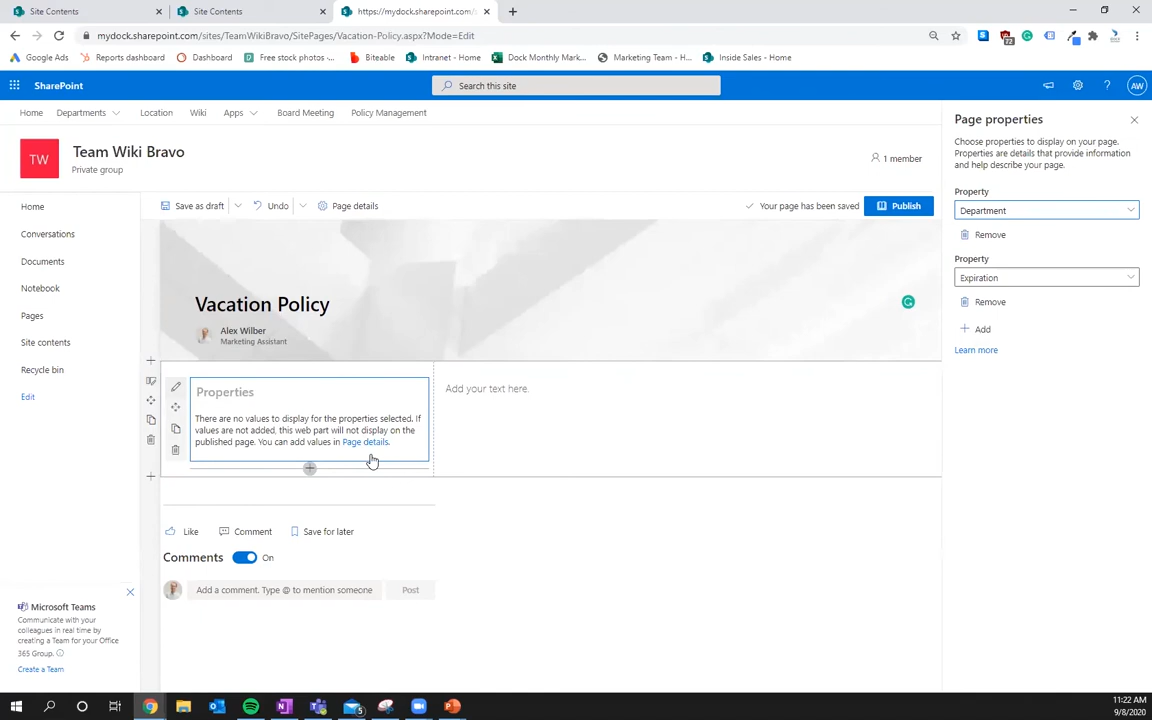 Site Contents
Site Contents
https://mydock.sharepoint.com/
mydock.sharepoint.com/sites/TeamWikiBravo/SitePages/Vacation-Policy.aspx?Mode=Edit
Google Ads
Reports dashboard
Dashboard
Free stock photos -...
Biteable
Intranet - Home
Dock Monthly Mark...
Marketing Team - H...
Inside Sales - Home
SharePoint
Search this site
AW
Home
Departments
Location
Wiki
Apps
Board Meeting
Policy Management
TW
Team Wiki Bravo
Private group
1 member
Home
Conversations
Documents
Notebook
Pages
Site contents
Recycle bin
Edit
Save as draft
Undo
Page details
Your page has been saved
Publish
Vacation Policy
Alex Wilber
Marketing Assistant
Properties
There are no values to display for the properties selected. If
values are not added, this web part will not display on the
published page. You can add values in Page details.
Add your text here.
Like
Comment
Save for later
Comments
On
Add a comment. Type @ to mention someone
Post
Page properties
Choose properties to display on your page.
Properties are details that provide information
and help describe your page.
Property
Department
Remove
Property
Expiration
Remove
Add
Learn more
Microsoft Teams
Communicate with your
colleagues in real time by
creating a Team for your Office
365 Group.
Create a Team
11:22 AM
9/8/2020